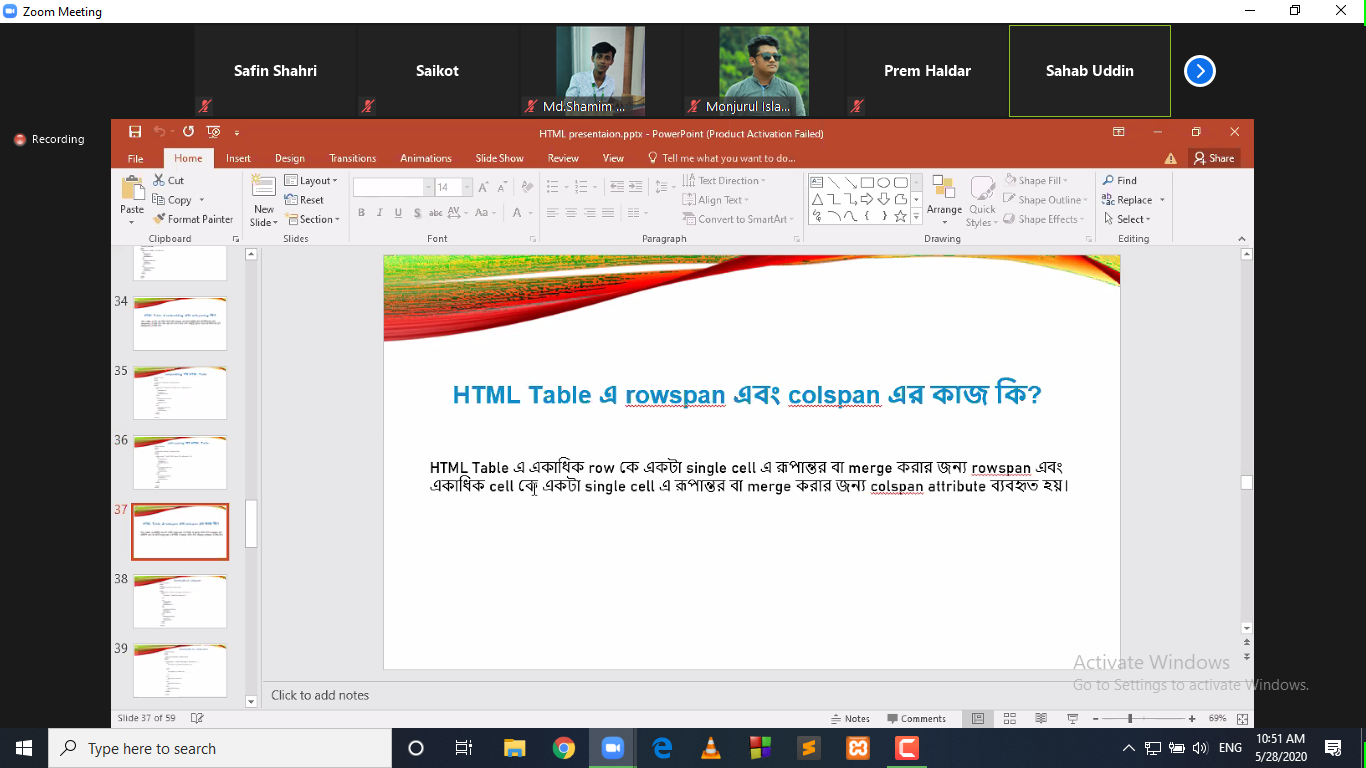 Zoom Meeting
Safin Shahri
Saikot
Md.Shamim ...
Monjurul Isla...
Prem Haldar
Sahab Uddin
Recording
HTML presentaion.pptx - PowerPoint (Product Activation Failed)
File Home Insert Design Transitions Animations Slide Show Review View Tell me what you want to do... Share
Paste
Cut
Copy
Format Painter
Clipboard
New Slide
Layout
Reset
Section
Slides
14
B I U S abc AV Aa A
Font
Text Direction
Align Text
Convert to SmartArt
Paragraph
Arrange
Quick Styles
Shape Fill
Shape Outline
Shape Effects
Drawing
Find
Replace
Select
Editing
34
35
36
37
38
39
HTML Table এ rowspan এবং colspan এর কাজ কি?
HTML Table এ একাধিক row কে একটা single cell এ রূপান্তর বা merge করার জন্য rowspan এবং
একাধিক cell কে একটা single cell এ রূপান্তর বা merge করার জন্য colspan attribute ব্যবহৃত হয়।
Activate Windows
Go to Settings to activate Windows.
Click to add notes
Slide 37 of 59
Notes
Comments
69%
Type here to search
ENG
10:51 AM
5/28/2020